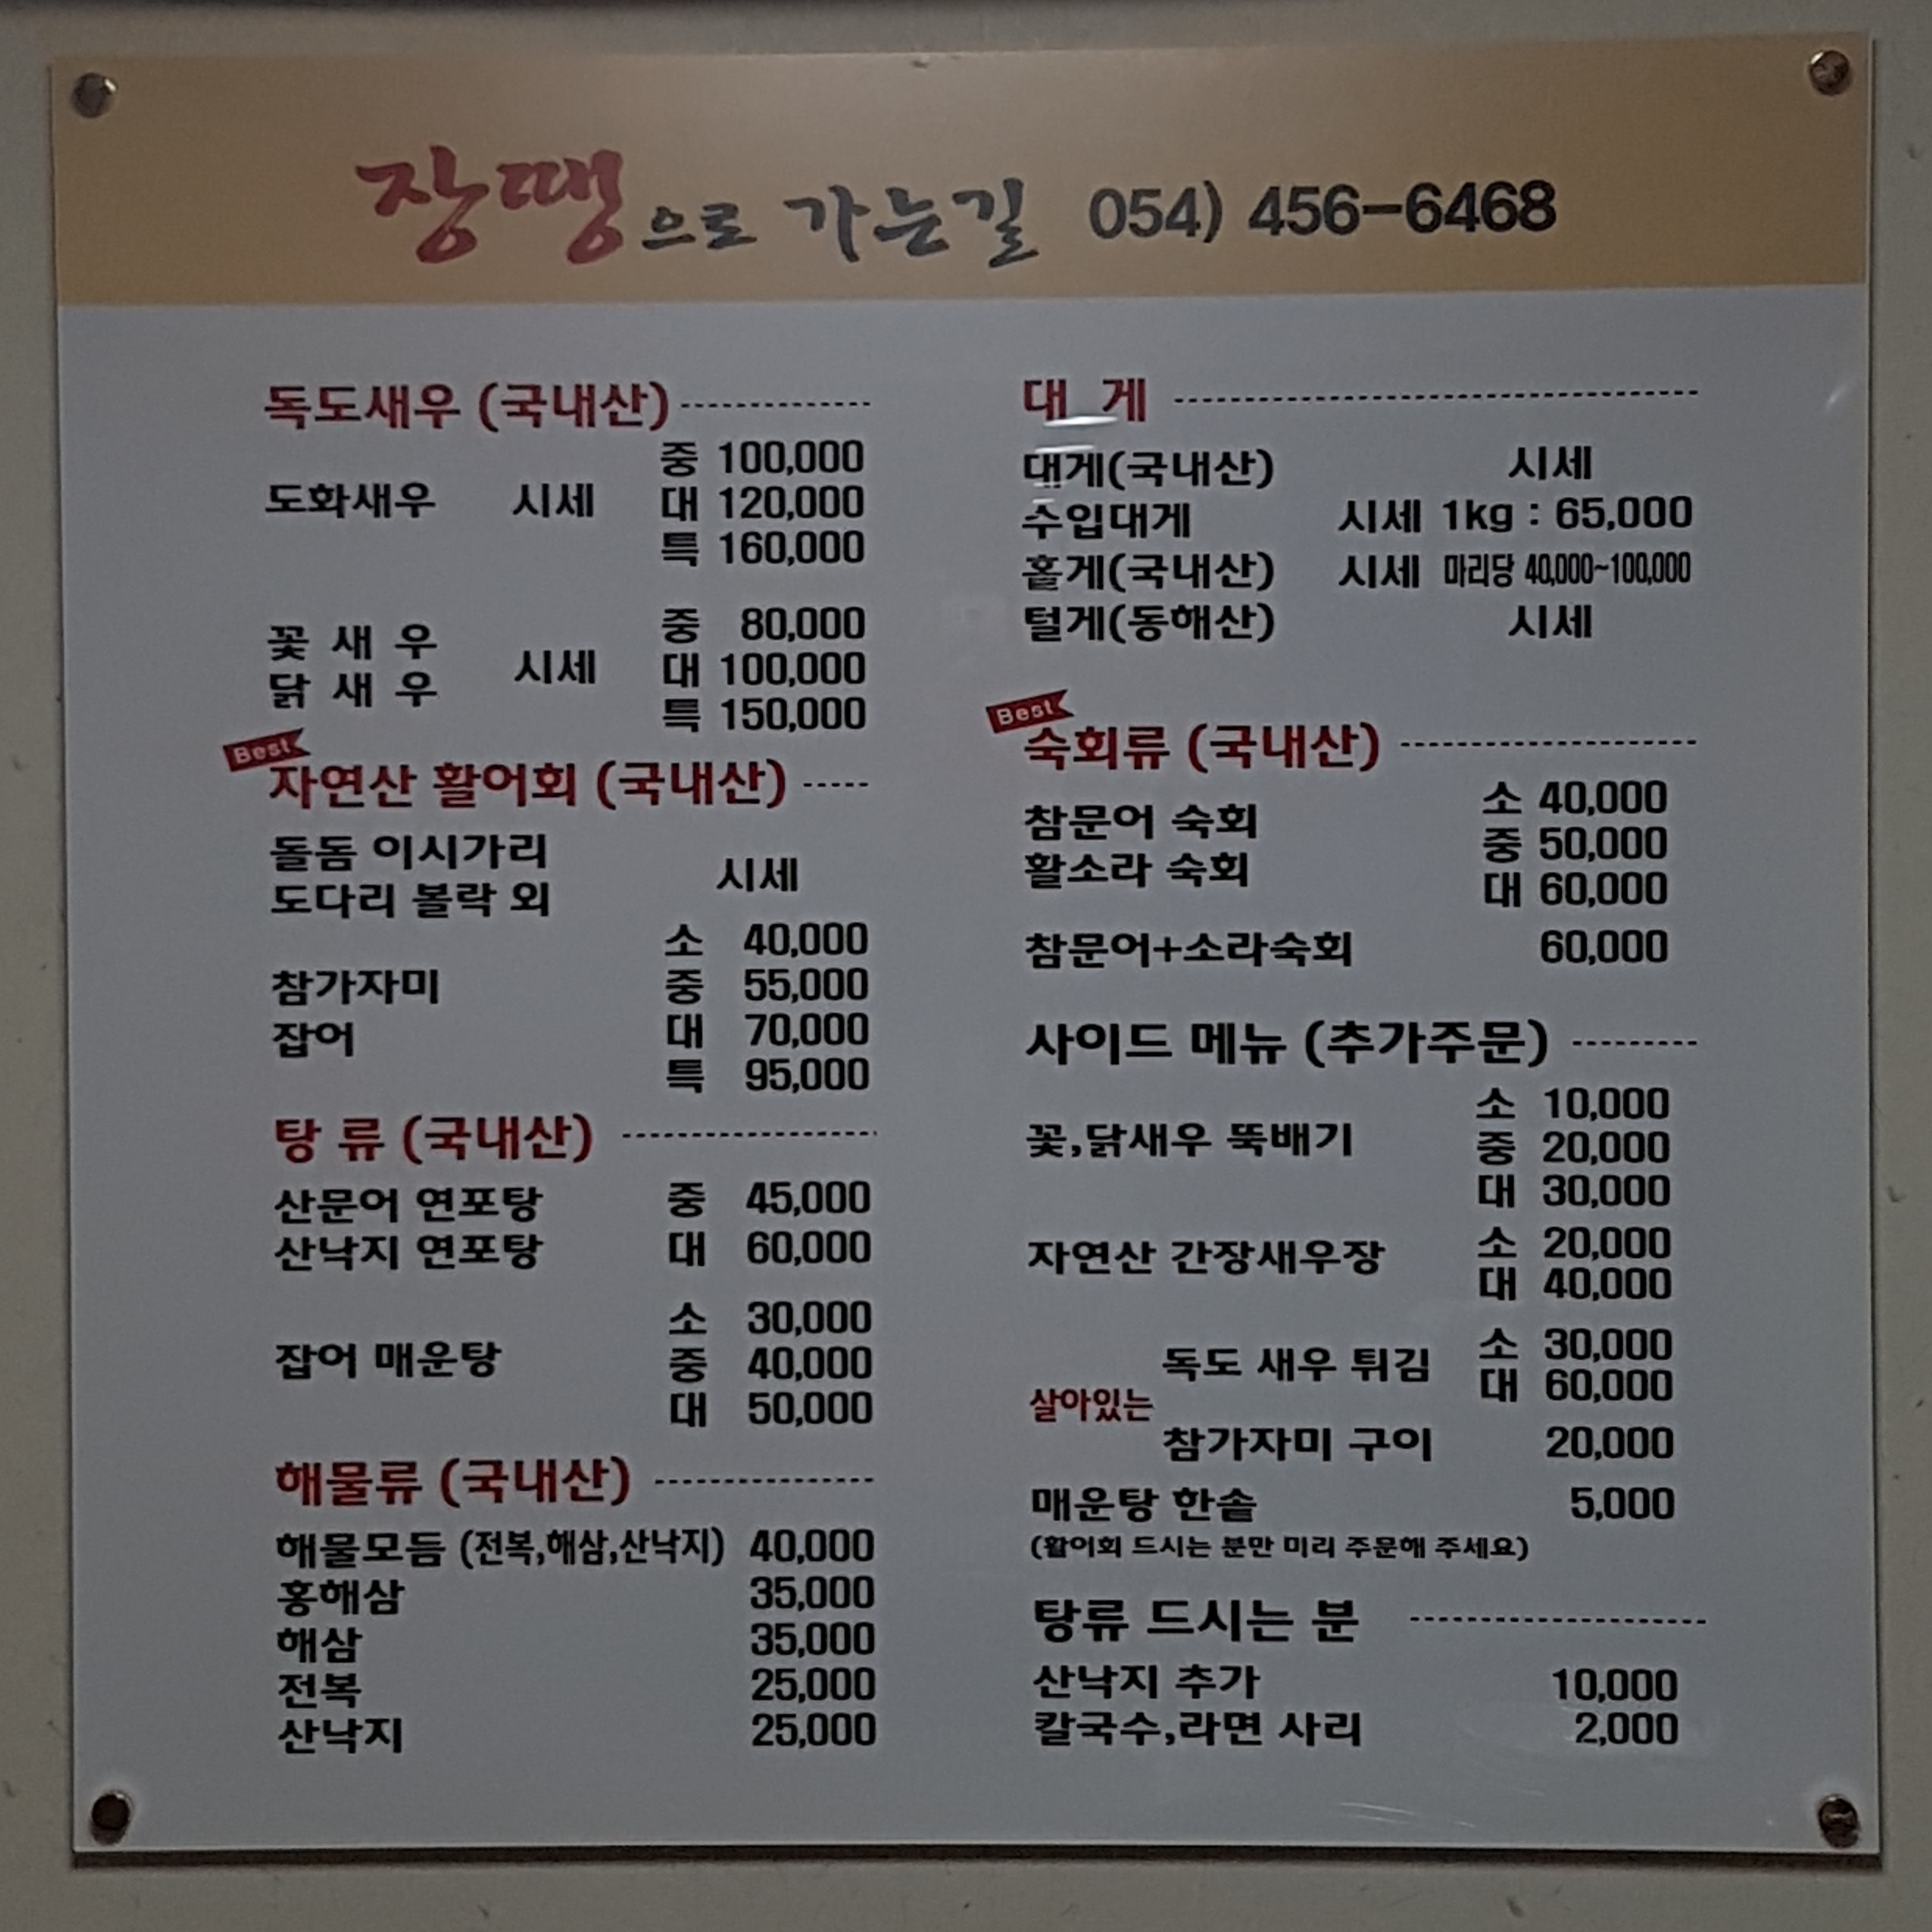 장땡으로 가는길 054) 456-6468
독도새우 (국내산)
중 100,000
도화새우 시세 대 120,000
특 160,000
중 80,000
꽃 새 우
닭 새 우
시세 대 100,000
특 150,000
Best
자연산 활어회 (국내산)
돌돔 이시가리
도다리 볼락 외
시세
소 40,000
참가자미 중 55,000
잡어 대 70,000
특 95,000
탕 류 (국내산)
산문어 연포탕 중 45,000
산낙지 연포탕 대 60,000
소 30,000
잡어 매운탕 중 40,000
대 50,000
해물류 (국내산)
해물모듬 (전복,해삼,산낙지) 40,000
홍해삼 35,000
해삼 35,000
전복 25,000
산낙지 25,000
대 게
대게(국내산) 시세
수입대게 시세 1kg : 65,000
홑게(국내산) 시세 마리당 40,000~100,000
털게(동해산) 시세
Best
숙회류 (국내산)
소 40,000
참문어 숙회
중 50,000
활소라 숙회
대 60,000
참문어+소라숙회 60,000
사이드 메뉴 (추가주문)
소 10,000
꽃,닭새우 뚝배기 중 20,000
대 30,000
자연산 간장새우장 소 20,000
대 40,000
독도 새우 튀김 소 30,000
대 60,000
살아있는
참가자미 구이 20,000
매운탕 한솥 5,000
(활어회 드시는 분만 미리 주문해 주세요)
탕류 드시는 분
산낙지 추가 10,000
칼국수,라면 사리 2,000